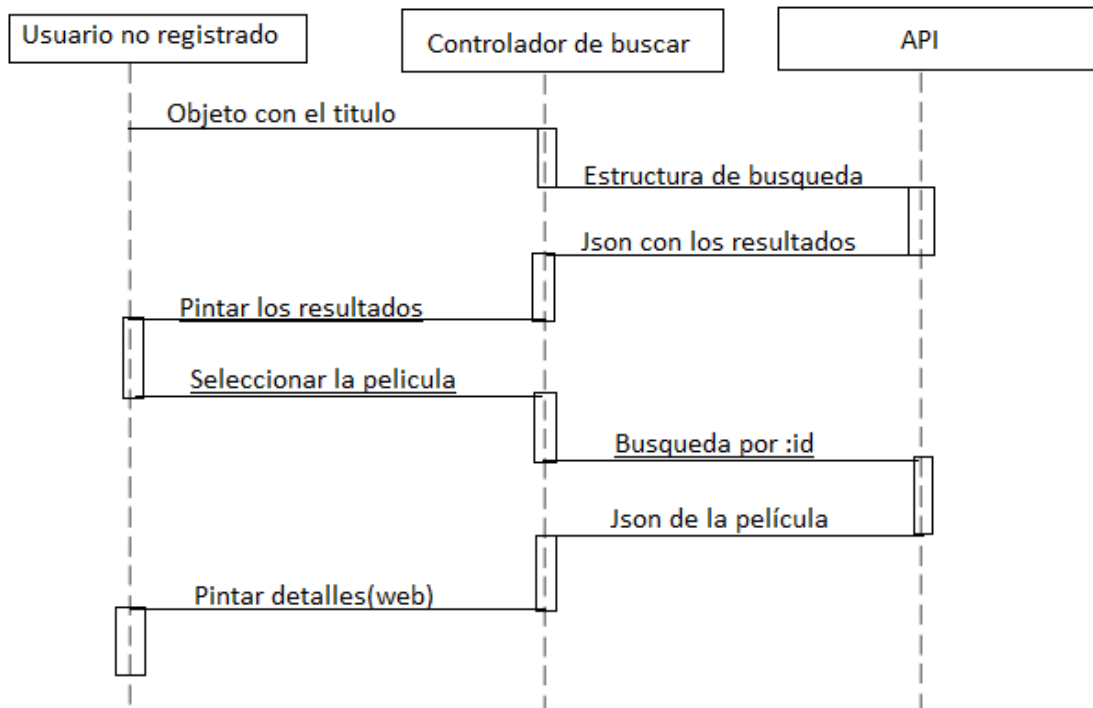 Usuario no registrado
Controlador de buscar
API
Objeto con el titulo
Estructura de busqueda
Json con los resultados
Pintar los resultados
Seleccionar la pelicula
Busqueda por :id
Json de la película
Pintar detalles(web)